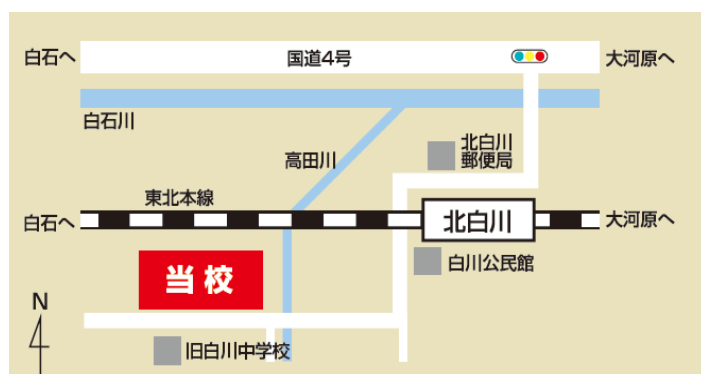 白石へ
国道4号
大河原へ
白石川
高田川
北白川
郵便局
東北本線
白石へ
北白川
大河原へ
当校
白川公民館
N
旧白川中学校